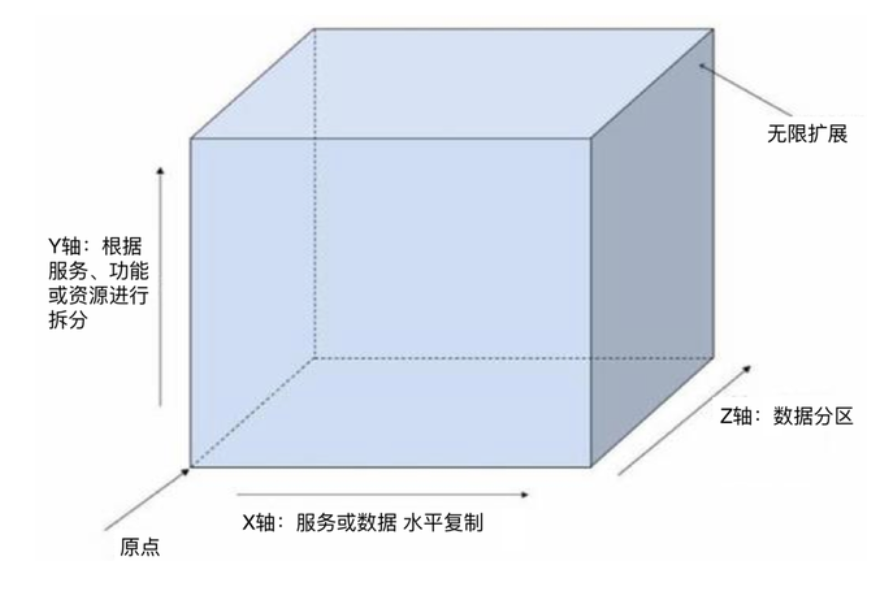 无限扩展
Y轴：根据
服务、功能
或资源进行
拆分
Z轴：数据分区
X轴：服务或数据 水平复制
原点